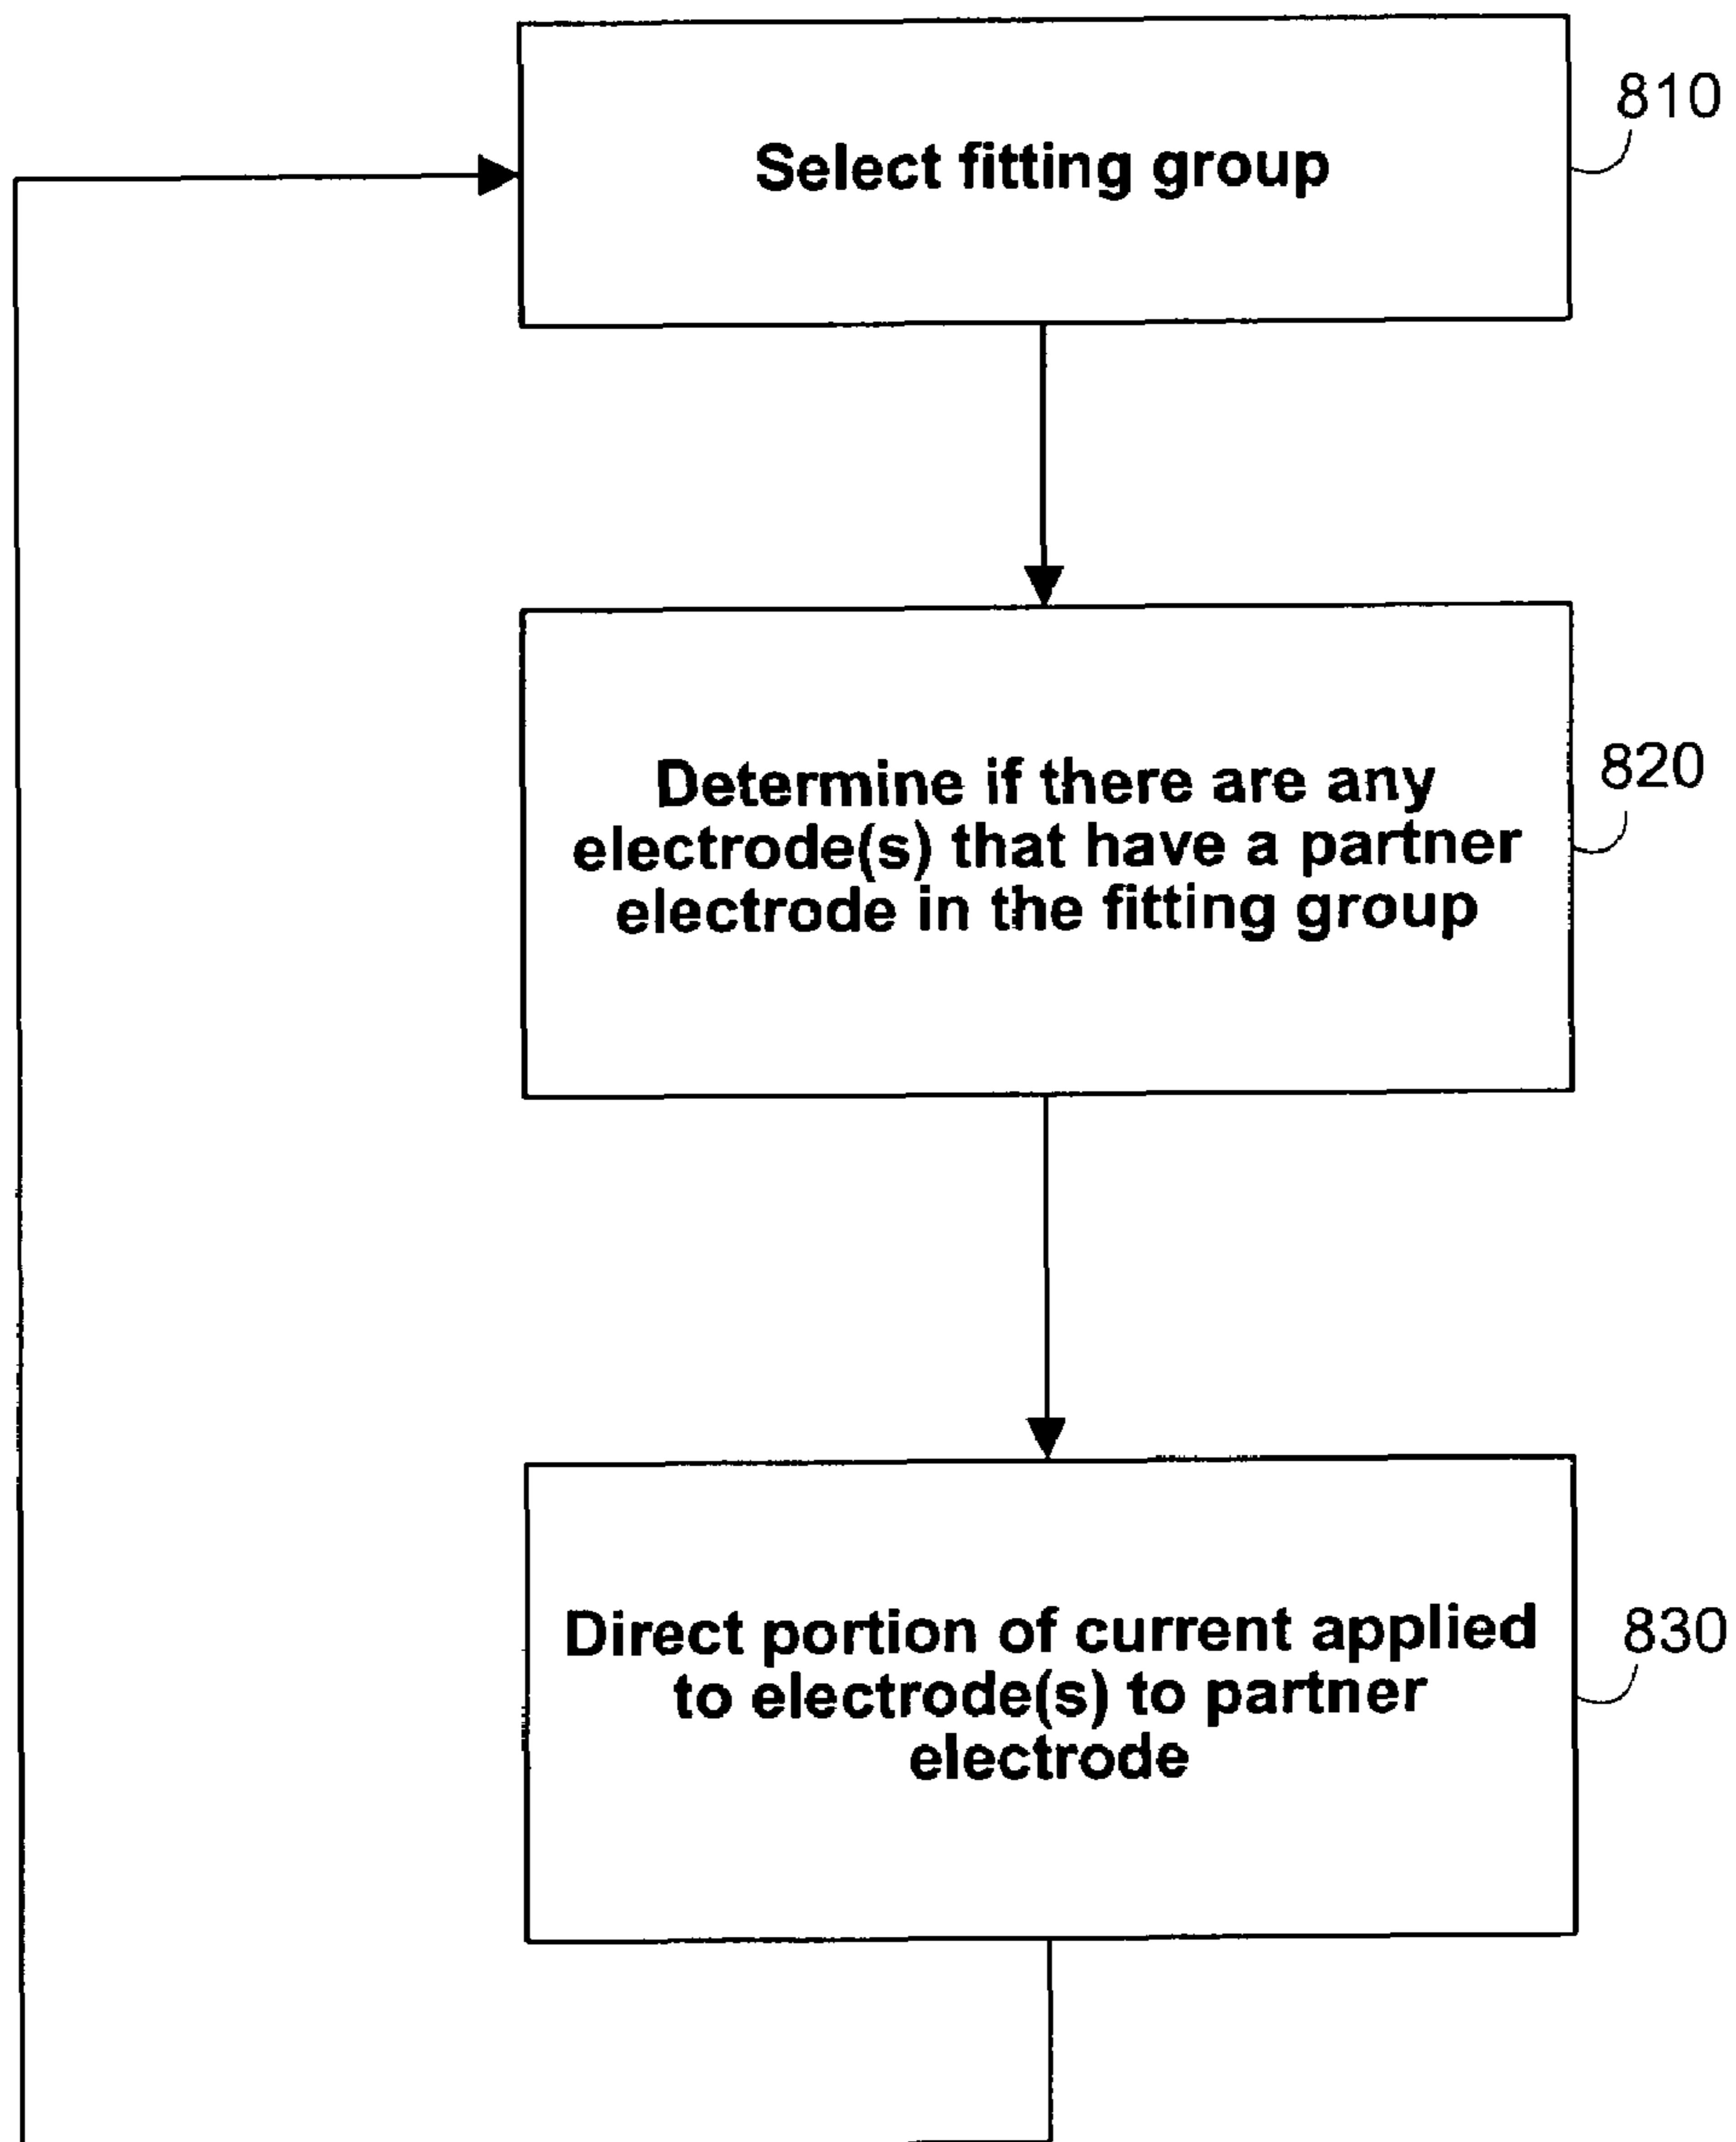 Select fitting group
810
Determine if there are any
electrode(s) that have a partner
electrode in the fitting group
820
Direct portion of current applied
to electrode(s) to partner
electrode
830